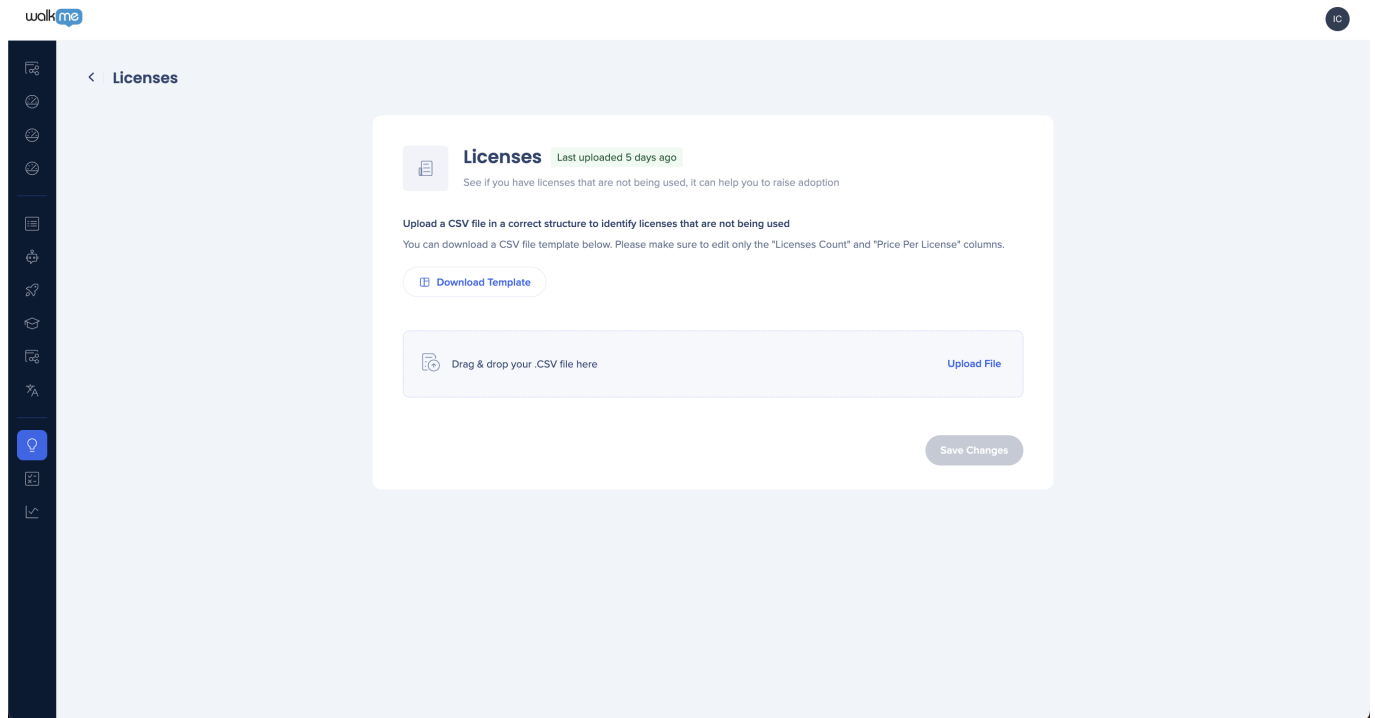 walkme
IC
Licenses
Licenses
Last uploaded 5 days ago
See if you have licenses that are not being used, it can help you to raise adoption
Upload a CSV file in a correct structure to identify licenses that are not being used
You can download a CSV file template below. Please make sure to edit only the "Licenses Count" and "Price Per License" columns.
Download Template
Drag & drop your .CSV file here
Upload File
Save Changes